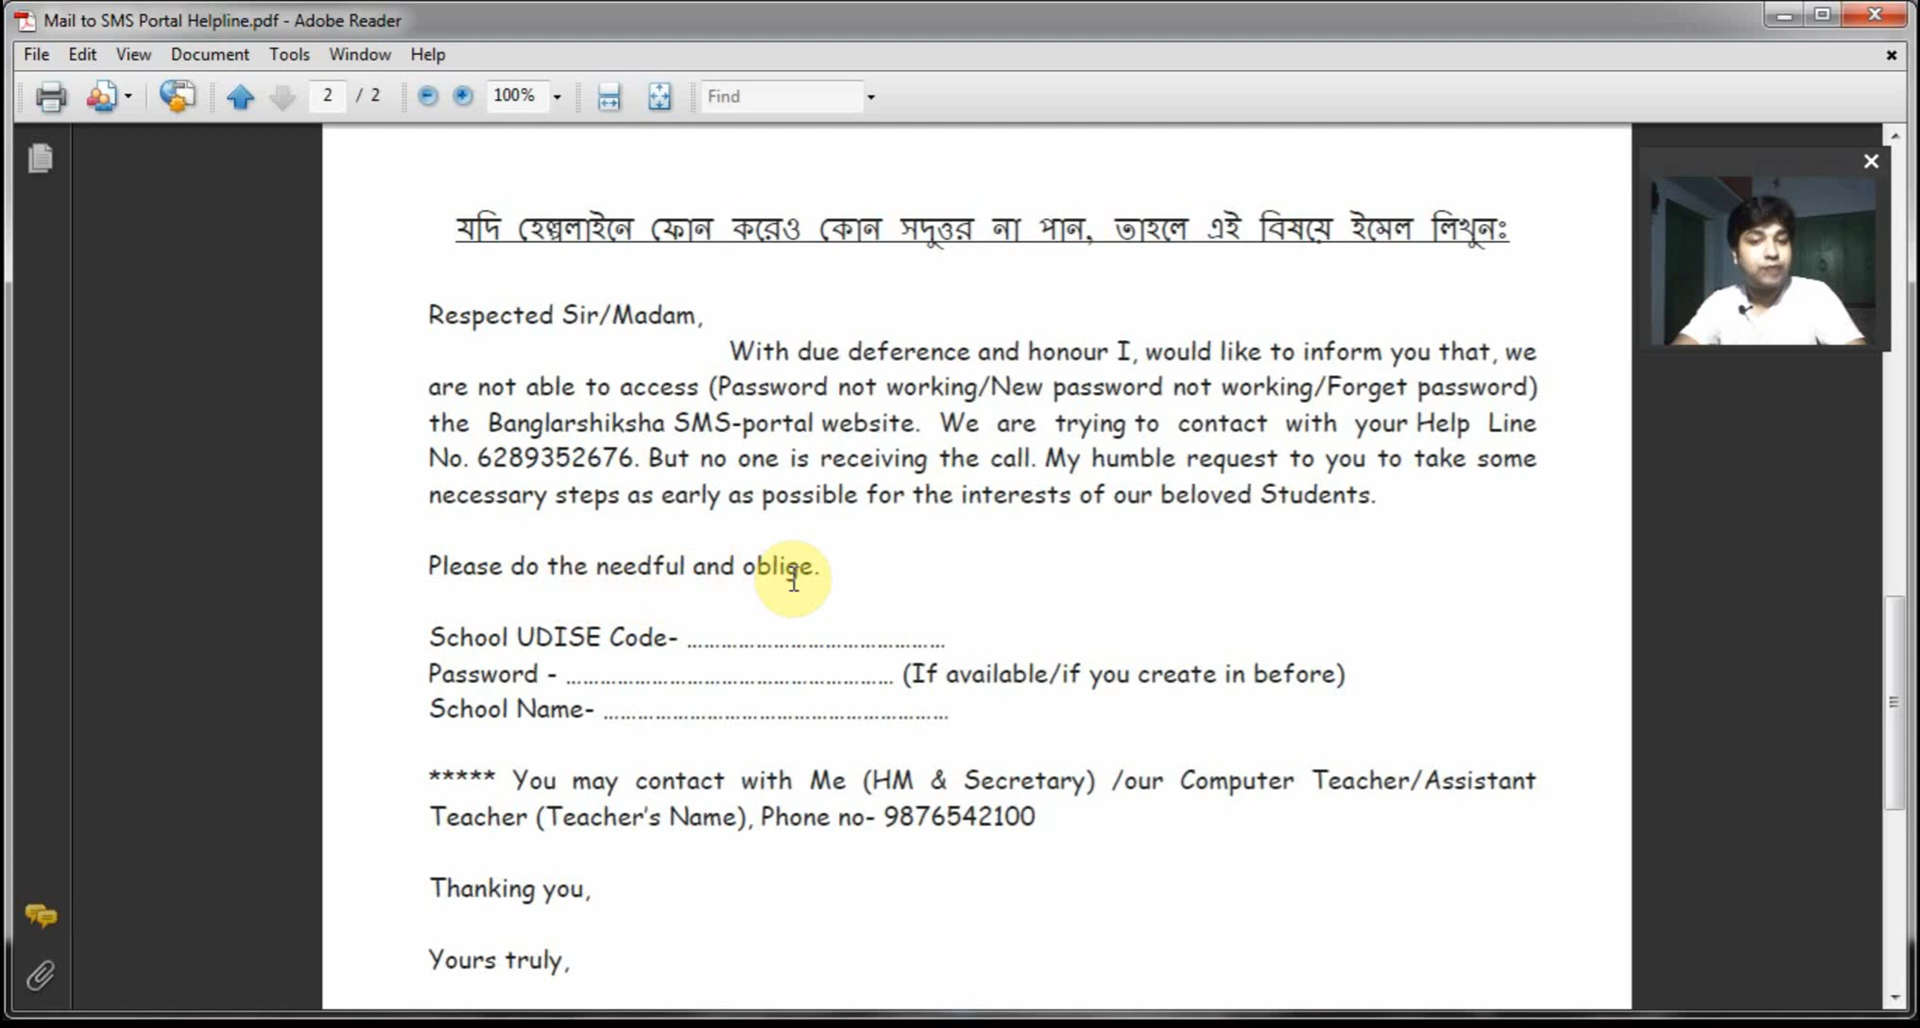 Mail to SMS Portal Helpline.pdf - Adobe Reader
File Edit View Document Tools Window Help
2 / 2 100% Find
যদি হেল্পলাইনে ফোন করেও কোন সদুত্তর না পান, তাহলে এই বিষয়ে ইমেল লিখুনঃ
Respected Sir/Madam,
With due deference and honour I, would like to inform you that, we
are not able to access (Password not working/New password not working/Forget password)
the Banglarshiksha SMS-portal website. We are trying to contact with your Help Line
No. 6289352676. But no one is receiving the call. My humble request to you to take some
necessary steps as early as possible for the interests of our beloved Students.
Please do the needful and oblige.
School UDISE Code- ................................................
Password - ............................................................. (If available/if you create in before)
School Name- ................................................................
***** You may contact with Me (HM & Secretary) /our Computer Teacher/Assistant
Teacher (Teacher's Name), Phone no- 9876542100
Thanking you,
Yours truly,